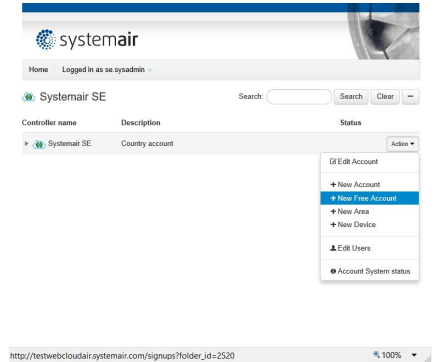 systemair
Home Logged in as se.sysadmin
Systemair SE Search: Search Clear
Controller name Description Status
Systemair SE Country account Action
Edit Account
+ New Account
+ New Free Account
+ New Area
+ New Device
Edit Users
Account System status
http://testwebcloudair.systemair.com/signups?folder_id=2520 100%